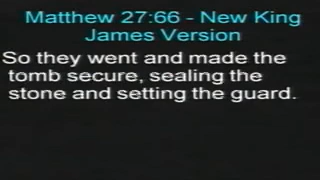 Matthew 27:66 - New King
James Version
So they went and made the
tomb secure, sealing the
stone and setting the guard.